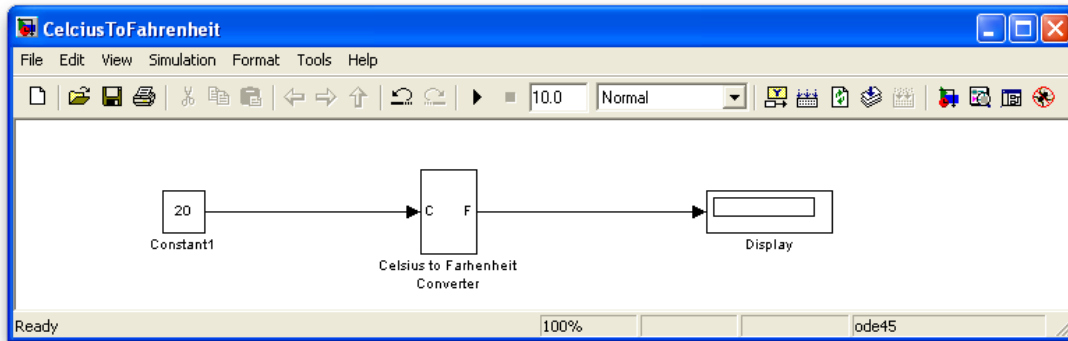 CelciusToFahrenheit
File Edit View Simulation Format Tools Help
10.0 Normal
20
C F
Constant1
Display
Celsius to Farhenheit
Converter
Ready 100% ode45